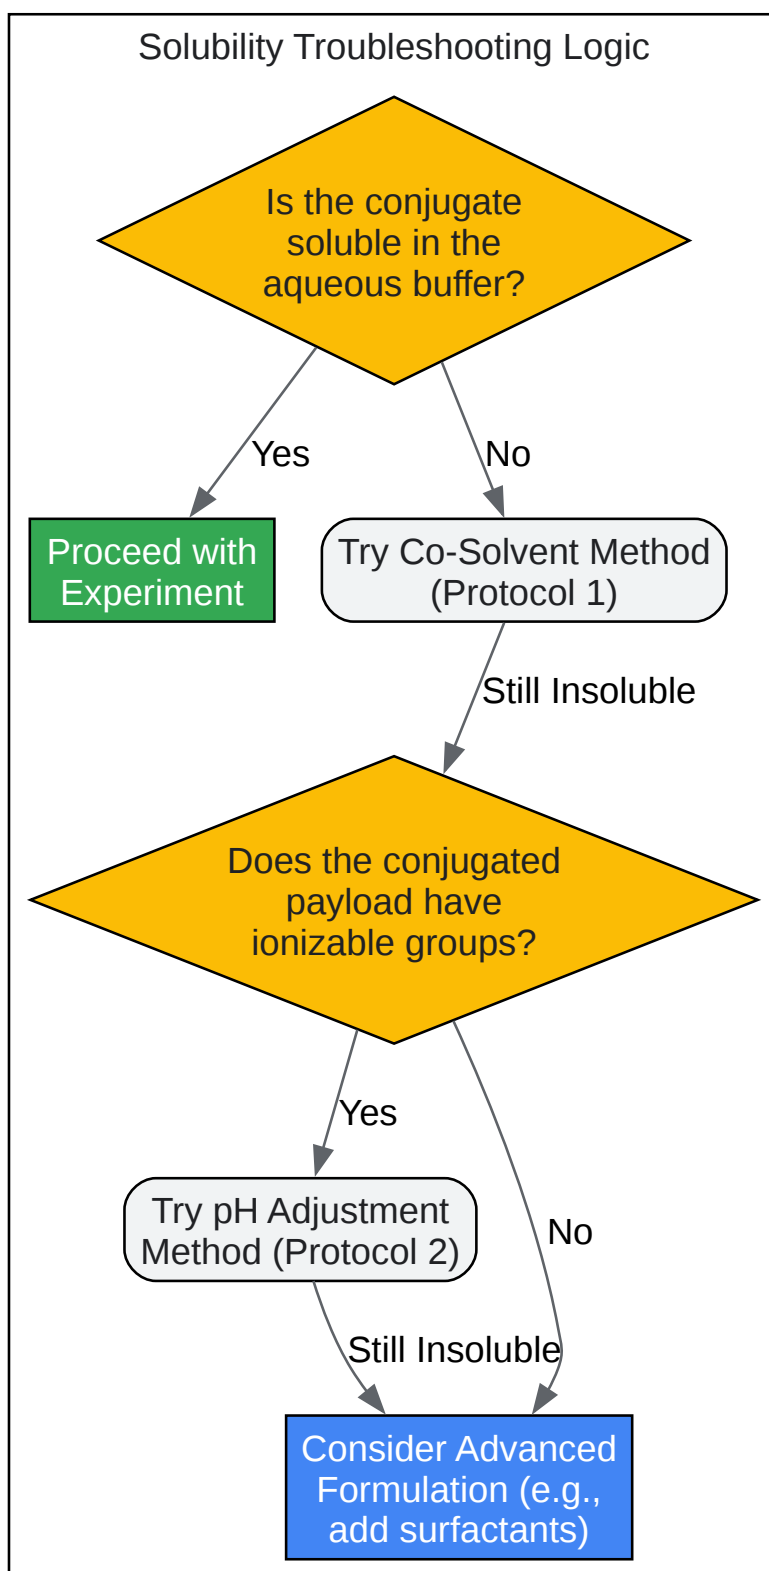 Solubility Troubleshooting Logic
Is the conjugate
soluble in the
aqueous buffer?
Yes
No
Proceed with
Experiment
Try Co-Solvent Method
(Protocol 1)
Still Insoluble
Does the conjugated
payload have
ionizable groups?
Yes
Try pH Adjustment
Method (Protocol 2)
No
Still Insoluble
Consider Advanced
Formulation (e.g.,
add surfactants)